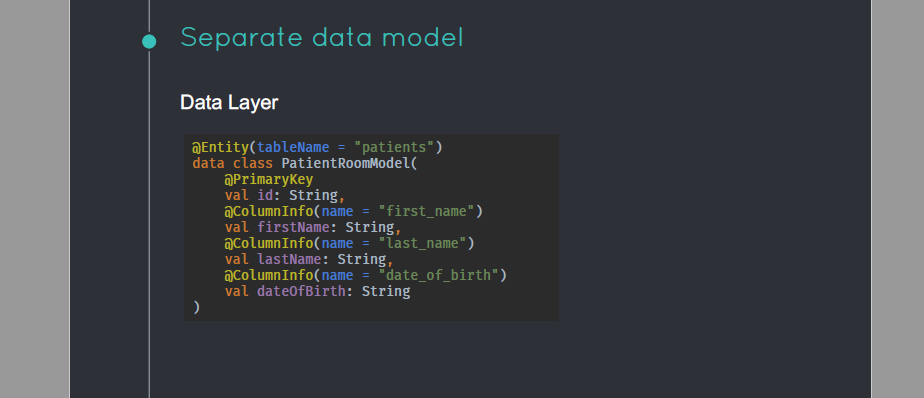 Separate data model
Data Layer
@Entity(tableName = "patients")
data class PatientRoomModel(
    @PrimaryKey
    val id: String,
    @ColumnInfo(name = "first_name")
    val firstName: String,
    @ColumnInfo(name = "last_name")
    val lastName: String,
    @ColumnInfo(name = "date_of_birth")
    val dateOfBirth: String
)